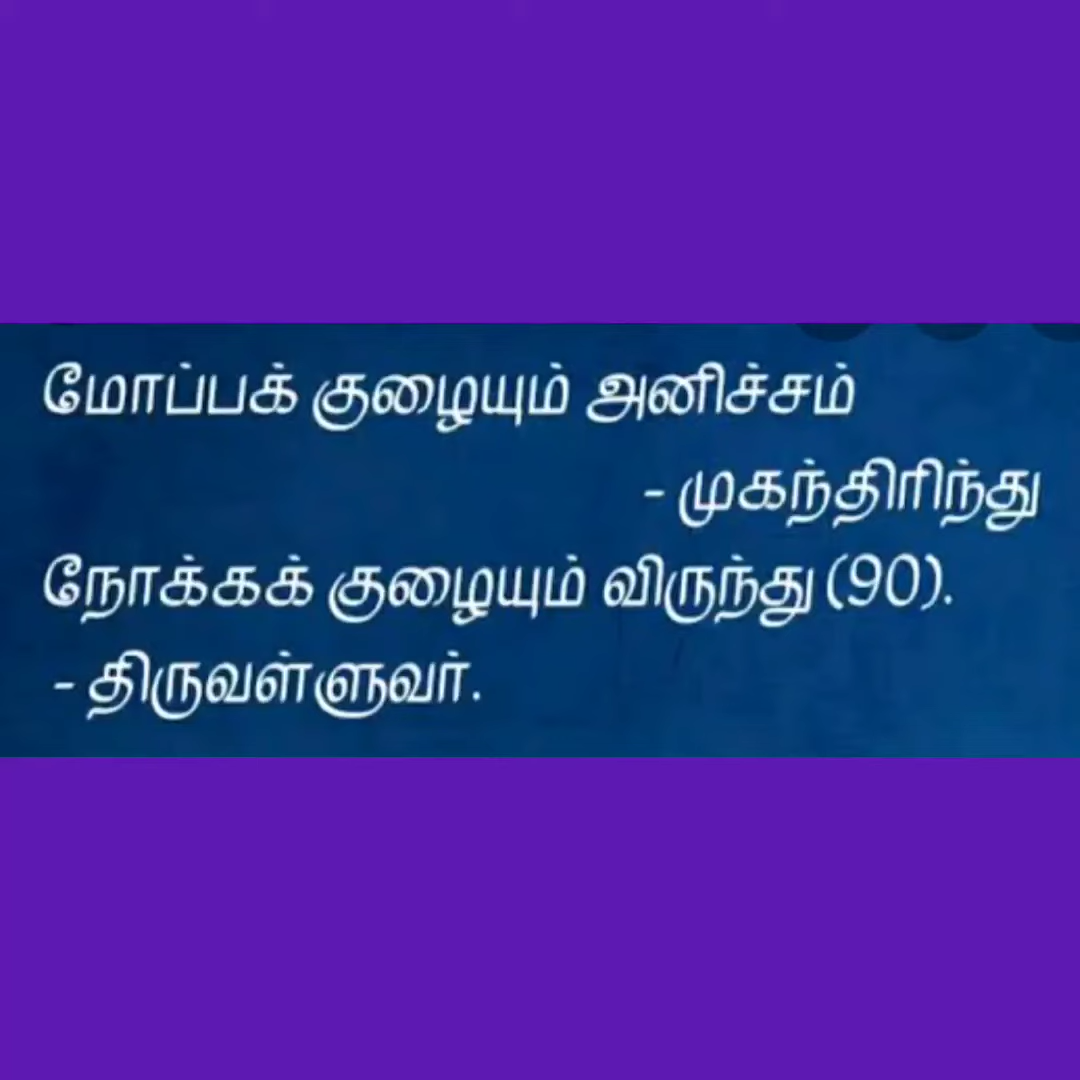 மோப்பக் குழையும் அனிச்சம்
- முகந்திரிந்து
நோக்கக் குழையும் விருந்து (90).
- திருவள்ளுவர்.